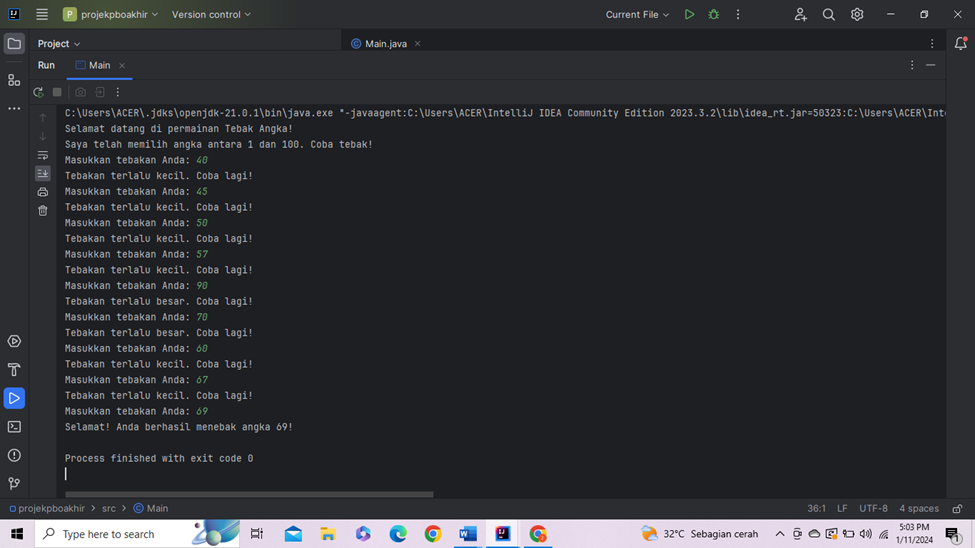 P projekpboakhir Version control Current File
Project Main.java
Run Main
C:\Users\ACER\.jdks\openjdk-21.0.1\bin\java.exe "-javaagent:C:\Users\ACER\IntelliJ IDEA Community Edition 2023.3.2\lib\idea_rt.jar=50323:C:\Users\ACER\Inte
Selamat datang di permainan Tebak Angka!
Saya telah memilih angka antara 1 dan 100. Coba tebak!
Masukkan tebakan Anda: 40
Tebakan terlalu kecil. Coba lagi!
Masukkan tebakan Anda: 45
Tebakan terlalu kecil. Coba lagi!
Masukkan tebakan Anda: 50
Tebakan terlalu kecil. Coba lagi!
Masukkan tebakan Anda: 57
Tebakan terlalu kecil. Coba lagi!
Masukkan tebakan Anda: 90
Tebakan terlalu besar. Coba lagi!
Masukkan tebakan Anda: 70
Tebakan terlalu besar. Coba lagi!
Masukkan tebakan Anda: 60
Tebakan terlalu kecil. Coba lagi!
Masukkan tebakan Anda: 67
Tebakan terlalu kecil. Coba lagi!
Masukkan tebakan Anda: 69
Selamat! Anda berhasil menebak angka 69!
Process finished with exit code 0
projekpboakhir > src > Main 36:1 LF UTF-8 4 spaces
Type here to search 32°C Sebagian cerah 5:03 PM
1/11/2024 1